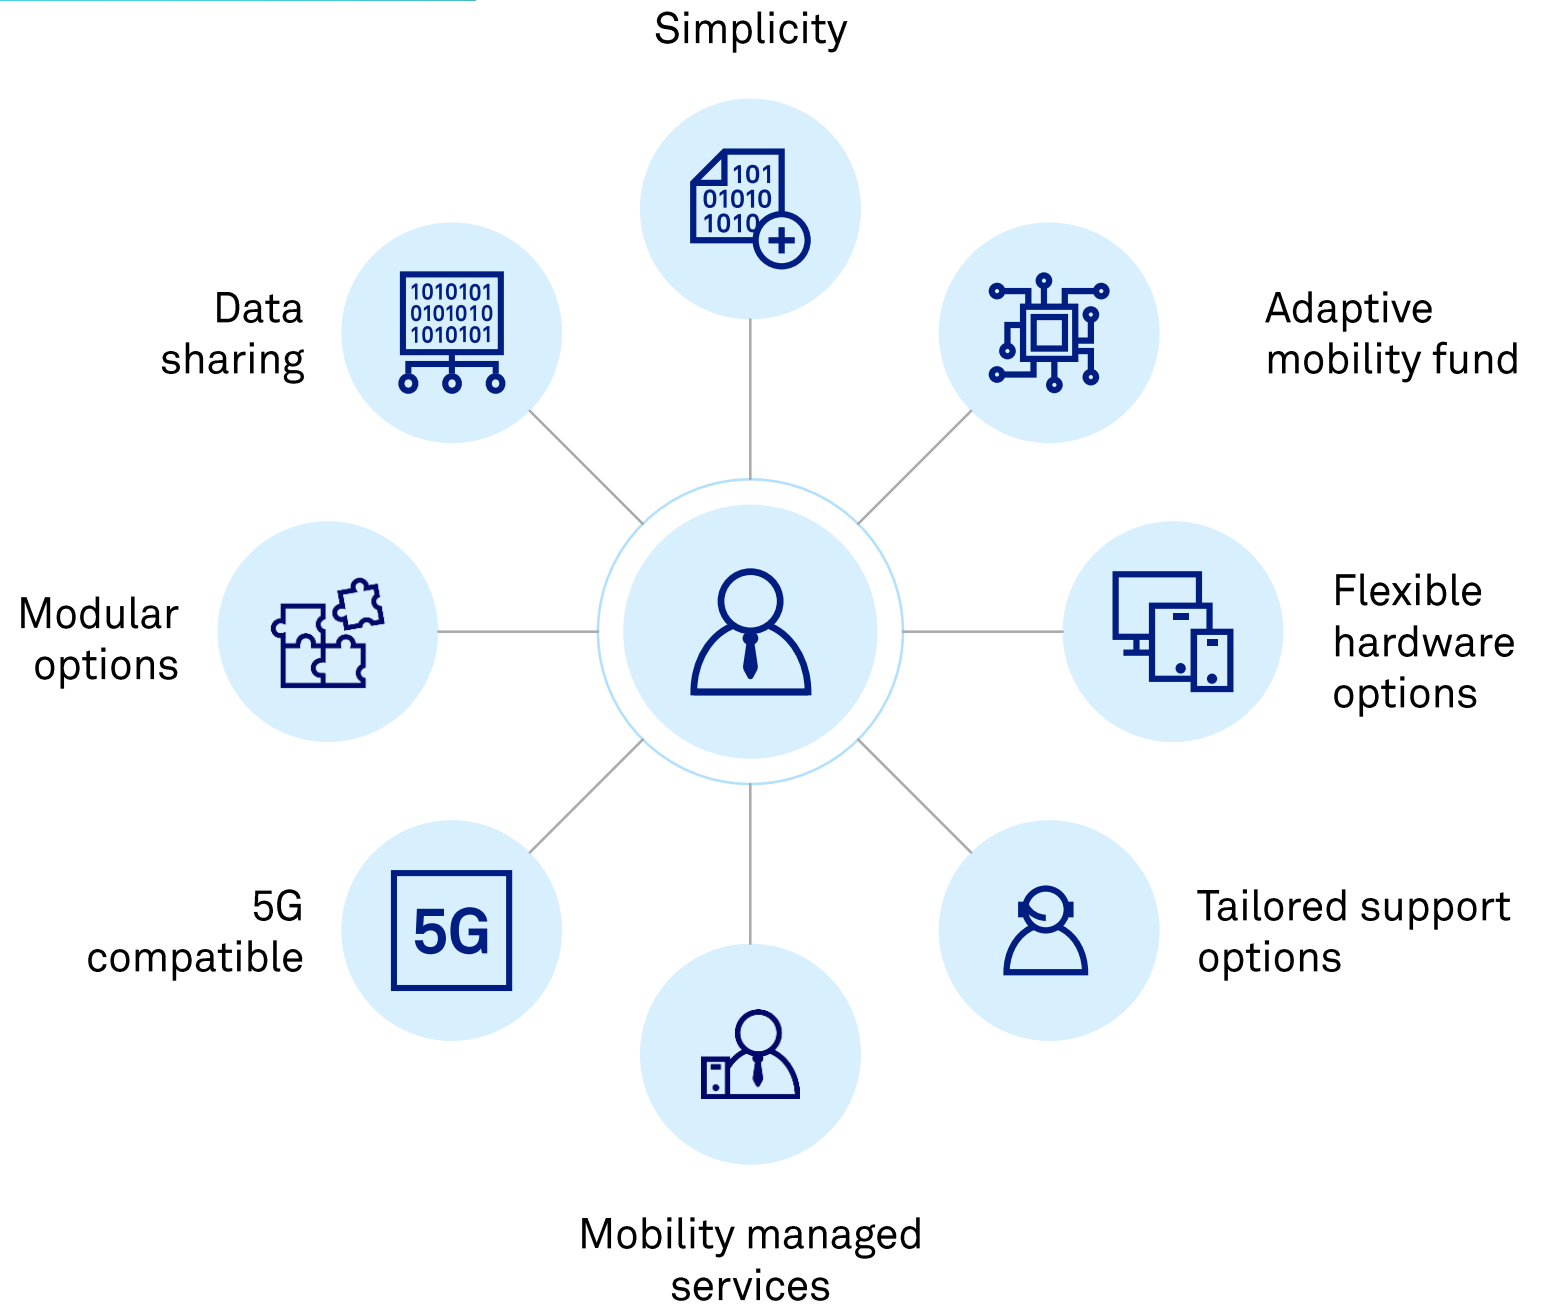 Simplicity
101
01010
1010
Data
sharing
1010101
0101010
1010101
Adaptive
mobility fund
Modular
options
Flexible
hardware
options
5G
compatible
5G
Tailored support
options
Mobility managed
services